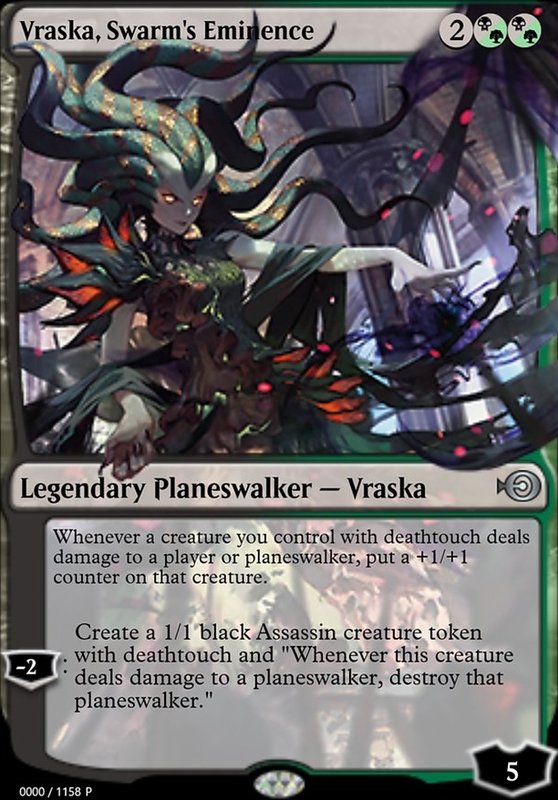 Vraska, Swarm's Eminence 2
Legendary Planeswalker — Vraska
Whenever a creature you control with deathtouch deals
damage to a player or planeswalker, put a +1/+1
counter on that creature.
-2 : Create a 1/1 black Assassin creature token
with deathtouch and "Whenever this creature
deals damage to a planeswalker, destroy that
planeswalker."
5
0000 / 1158 P